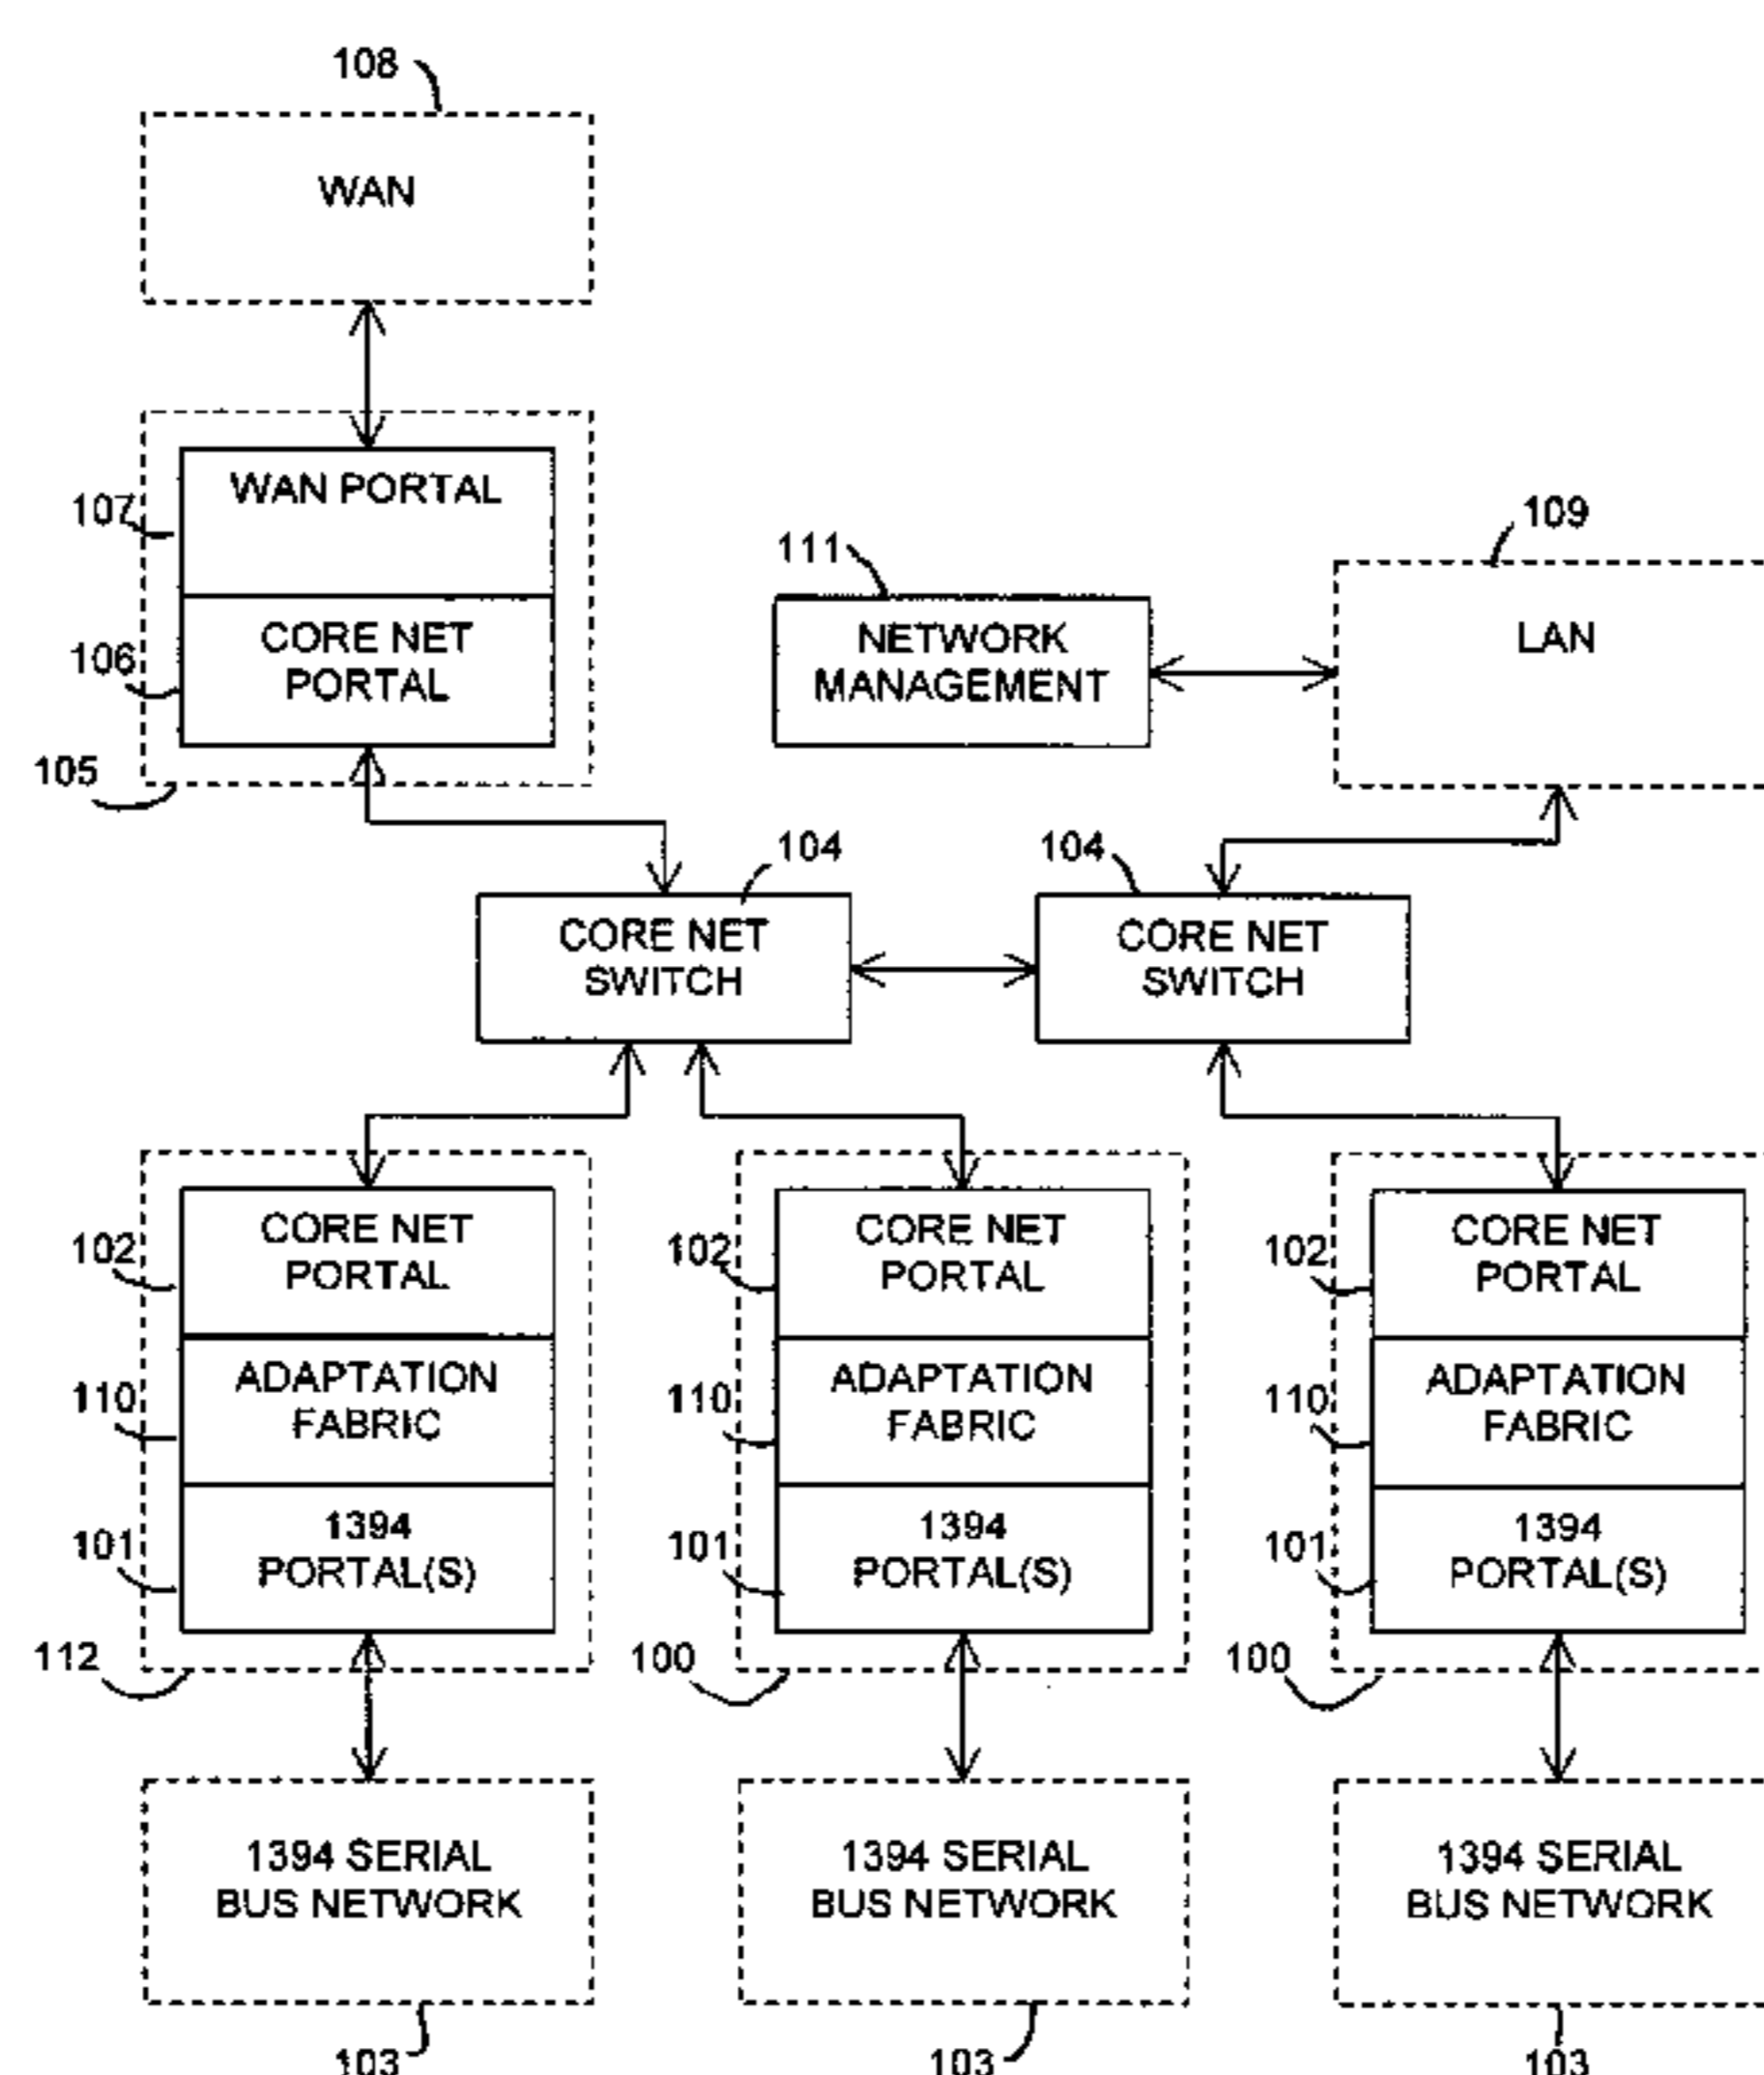 108
WAN
107
WAN PORTAL
106
CORE NET
PORTAL
105
111
NETWORK
MANAGEMENT
109
LAN
104
CORE NET
SWITCH
104
CORE NET
SWITCH
102
CORE NET
PORTAL
110
ADAPTATION
FABRIC
101
1394
PORTAL(S)
112
102
CORE NET
PORTAL
110
ADAPTATION
FABRIC
101
1394
PORTAL(S)
100
102
CORE NET
PORTAL
110
ADAPTATION
FABRIC
101
1394
PORTAL(S)
100
1394 SERIAL
BUS NETWORK
103
1394 SERIAL
BUS NETWORK
103
1394 SERIAL
BUS NETWORK
103